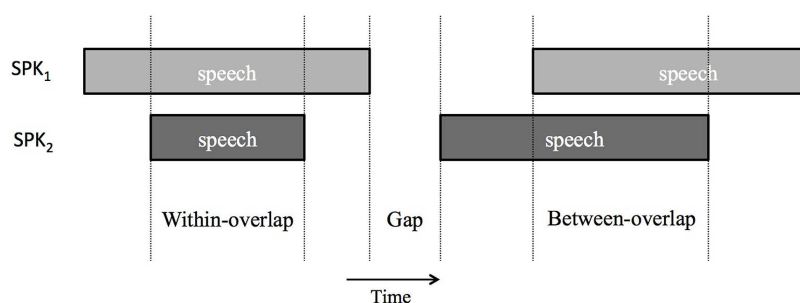 SPK₁ speech speech
SPK₂ speech speech
Within-overlap Gap Between-overlap
Time